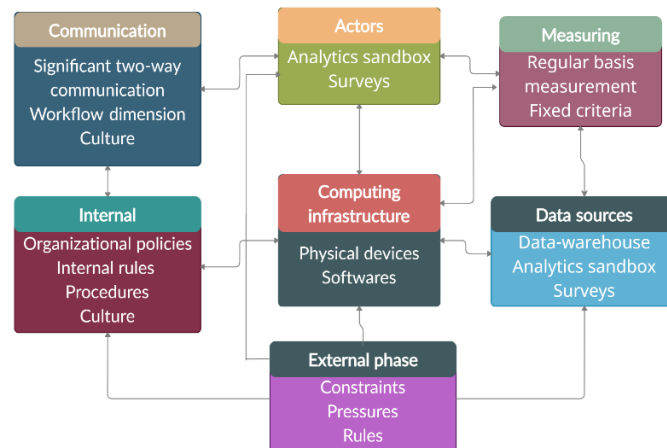 Communication
Significant two-way
communication
Workflow dimension
Culture
Actors
Analytics sandbox
Surveys
Measuring
Regular basis
measurement
Fixed criteria
Internal
Organizational policies
Internal rules
Procedures
Culture
Computing
infrastructure
Physical devices
Softwares
Data sources
Data-warehouse
Analytics sandbox
Surveys
External phase
Constraints
Pressures
Rules